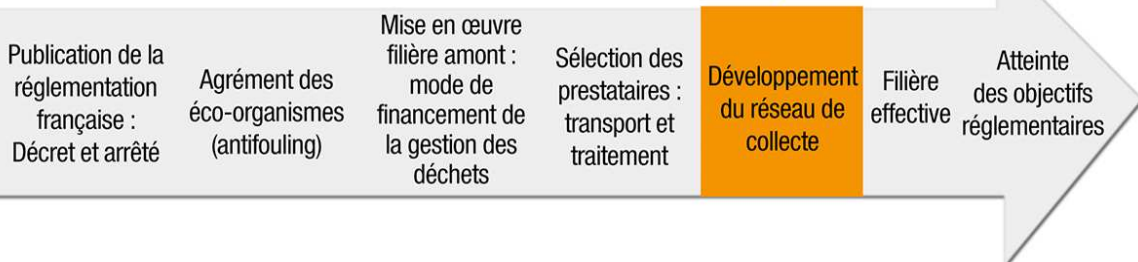 Publication de la
réglementation
française :
Décret et arrêté
Agrément des
éco-organismes
(antifouling)
Mise en œuvre
filière amont :
mode de
financement de
la gestion des
déchets
Sélection des
prestataires :
transport et
traitement
Développement
du réseau de
collecte
Filière
effective
Atteinte
des objectifs
réglementaires